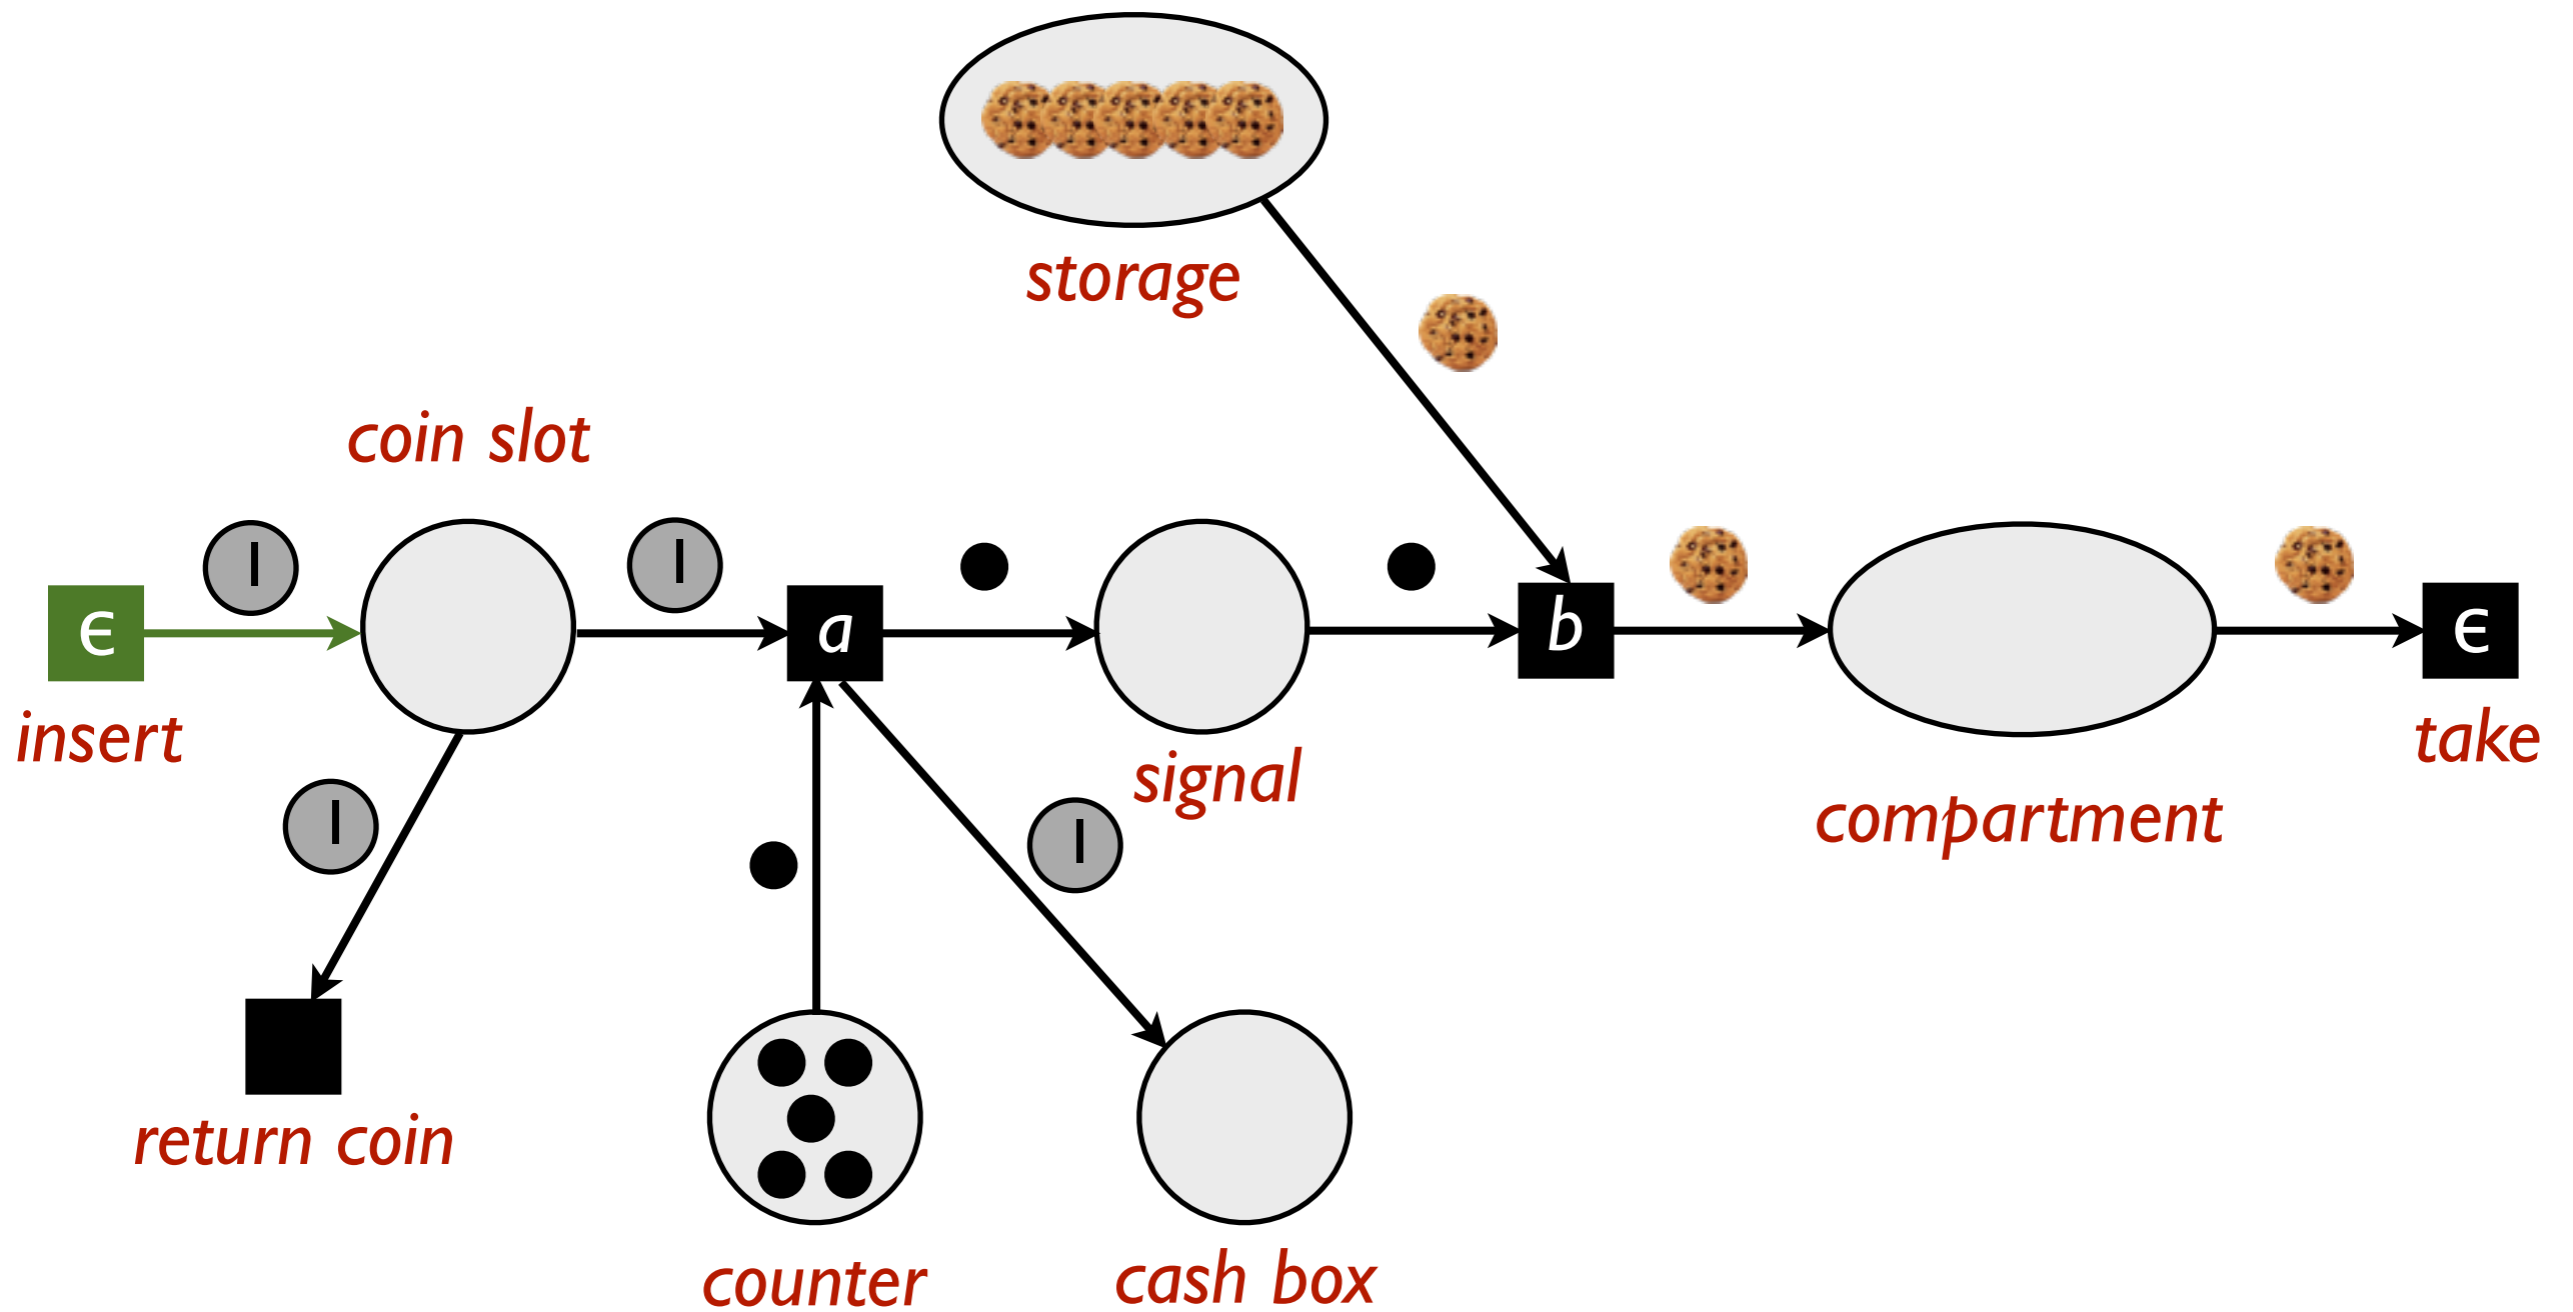 storage
coin slot
I
I
ϵ
a
b
ϵ
insert
signal
take
I
I
compartment
return coin
counter
cash box